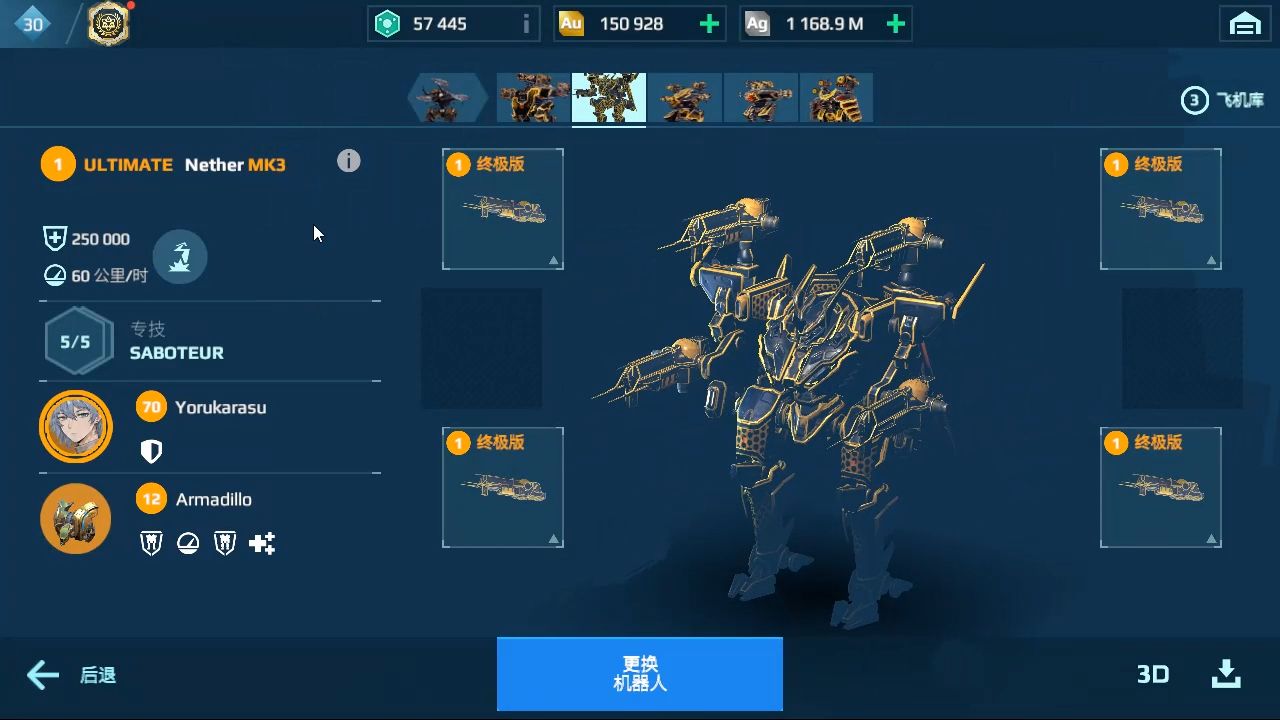 30
57 445
Au 150 928
Ag 1 168.9 M
3 飞机库
1 ULTIMATE Nether MK3
250 000
60 公里/时
5/5
专技
SABOTEUR
70 Yorukarasu
12 Armadillo
1 终极版
1 终极版
1 终极版
1 终极版
后退
更换
机器人
3D